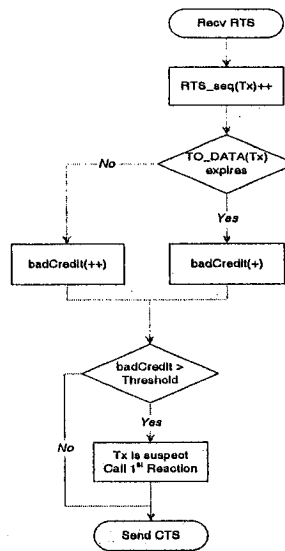 Recv RTS
RTS_seq(Tx)++
TO_DATA(Tx)
expires
No
Yes
badCredit(++)
badCredit(+)
badCredit >
Threshold
Yes
No
Tx is suspect
Call 1st Reaction
Send CTS